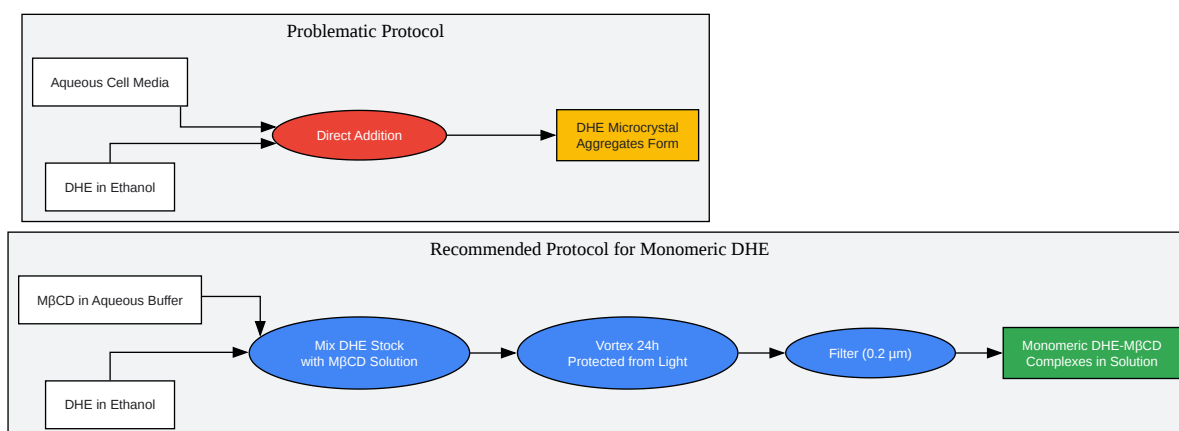 Problematic Protocol
Aqueous Cell Media
DHE in Ethanol
Direct Addition
DHE Microcrystal
Aggregates Form
Recommended Protocol for Monomeric DHE
MβCD in Aqueous Buffer
DHE in Ethanol
Mix DHE Stock
with MβCD Solution
Vortex 24h
Protected from Light
Filter (0.2 µm)
Monomeric DHE-MβCD
Complexes in Solution